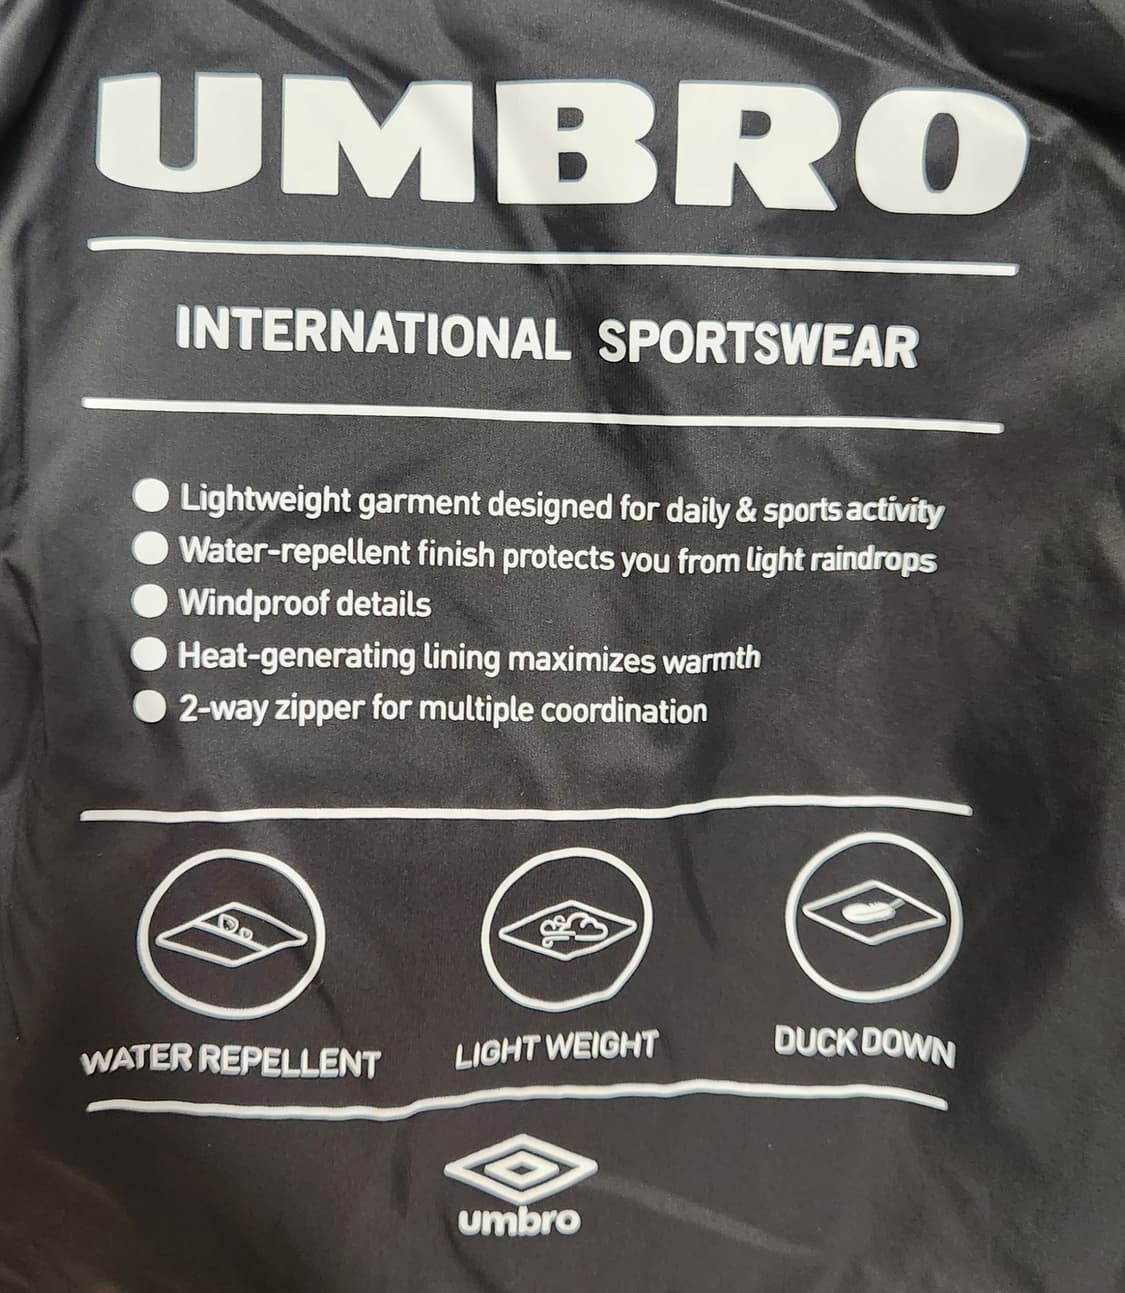 UMBRO
INTERNATIONAL SPORTSWEAR
● Lightweight garment designed for daily & sports activity
● Water-repellent finish protects you from light raindrops
● Windproof details
● Heat-generating lining maximizes warmth
● 2-way zipper for multiple coordination
WATER REPELLENT LIGHT WEIGHT DUCK DOWN
umbro